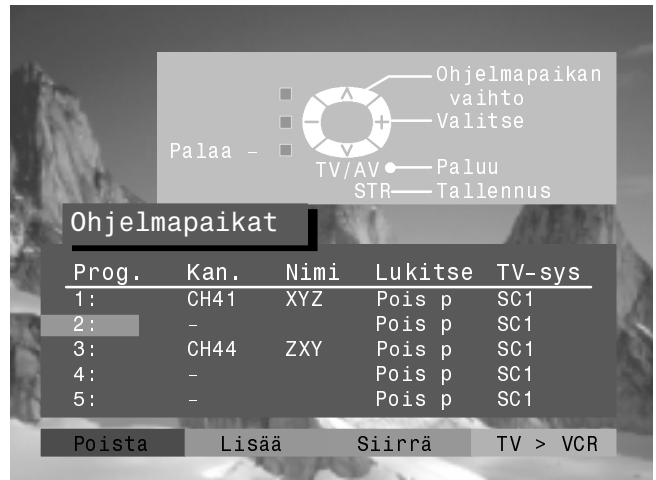 Ohjelmapaikan
vaihto
Valitse
Palaa –
TV/AV Paluu
STR Tallennus
Ohjelmapaikat
Prog. Kan. Nimi Lukitse TV-sys
1: CH41 XYZ Pois p SC1
2: – Pois p SC1
3: CH44 ZXY Pois p SC1
4: – Pois p SC1
5: – Pois p SC1
Poista Lisää Siirrä TV > VCR